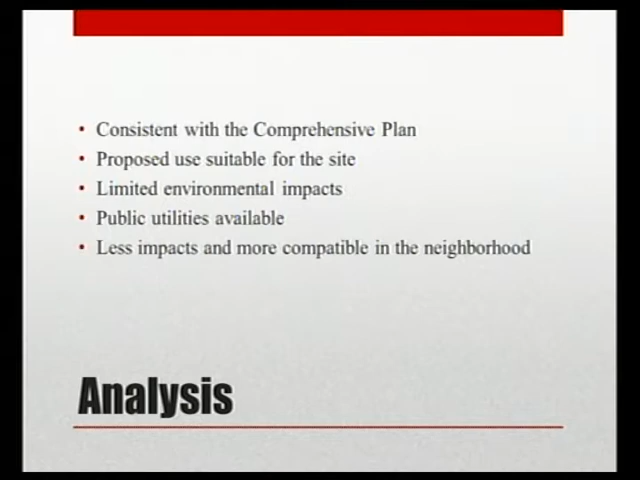 • Consistent with the Comprehensive Plan
• Proposed use suitable for the site
• Limited environmental impacts
• Public utilities available
• Less impacts and more compatible in the neighborhood
Analysis